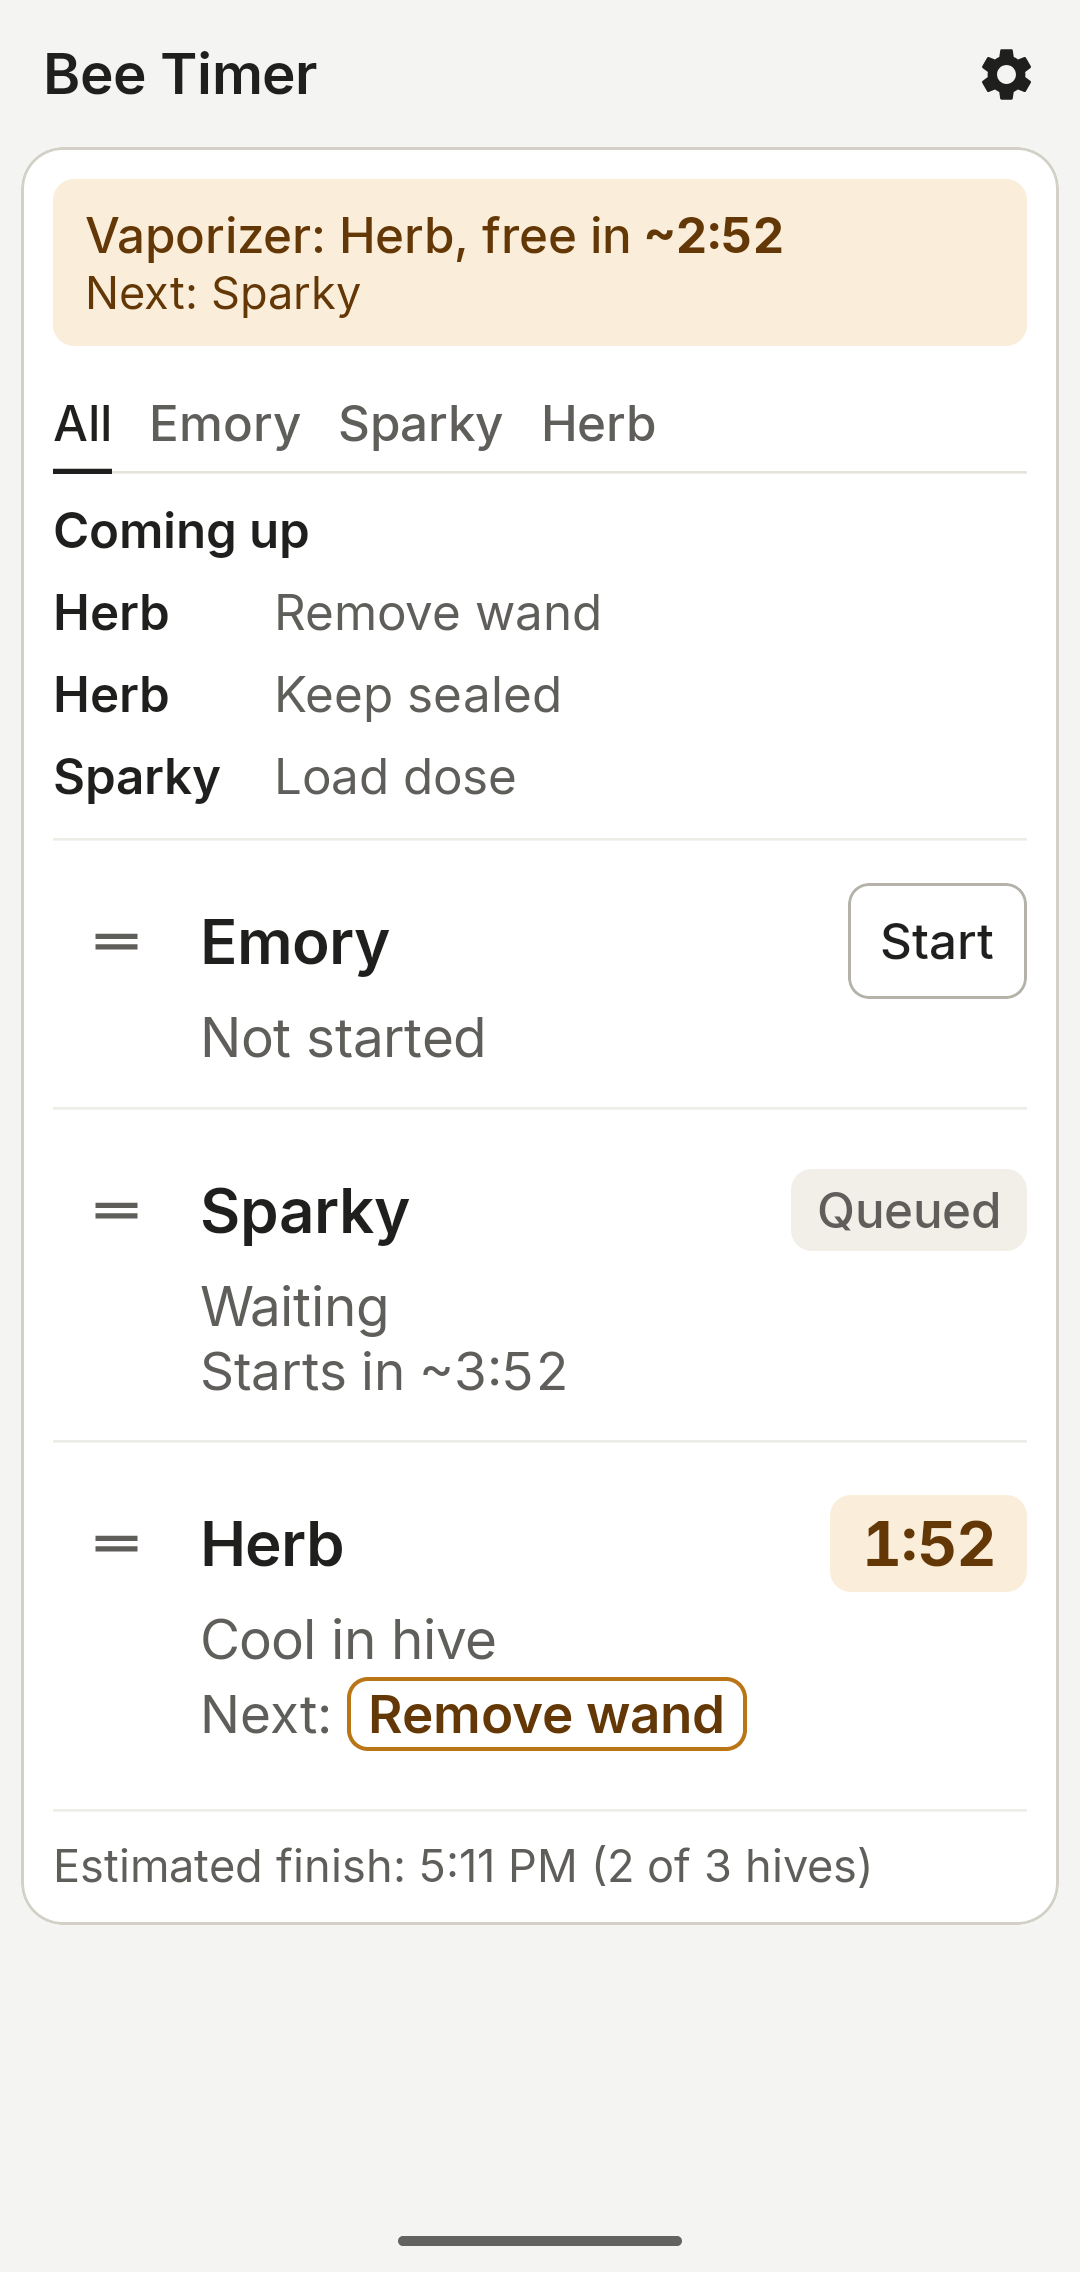 Bee Timer
Vaporizer: Herb, free in ~2:52
Next: Sparky
All Emory Sparky Herb
Coming up
Herb Remove wand
Herb Keep sealed
Sparky Load dose
Emory Start
Not started
Sparky Queued
Waiting
Starts in ~3:52
Herb 1:52
Cool in hive
Next: Remove wand
Estimated finish: 5:11 PM (2 of 3 hives)